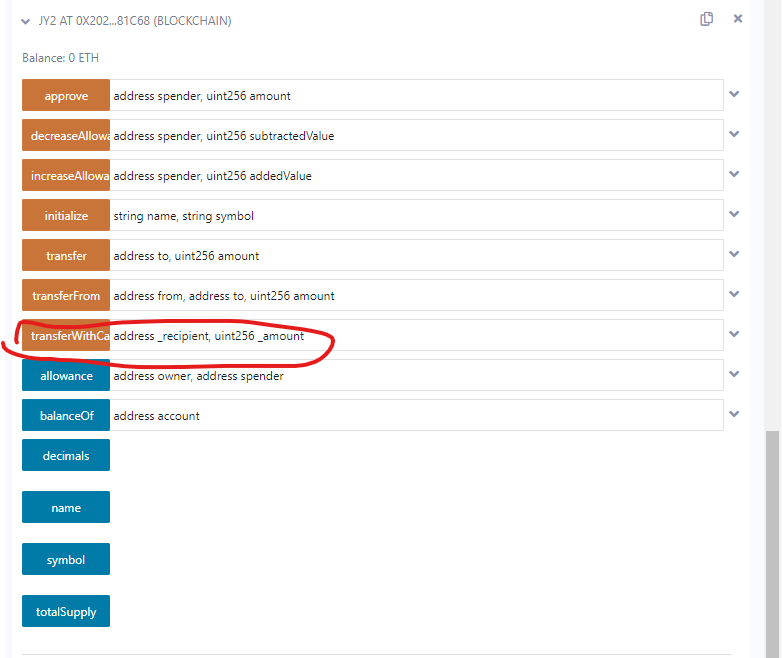 JY2 AT 0X202...81C68 (BLOCKCHAIN)
Balance: 0 ETH
approve address spender, uint256 amount
decreaseAllowa address spender, uint256 subtractedValue
increaseAllowa address spender, uint256 addedValue
initialize string name, string symbol
transfer address to, uint256 amount
transferFrom address from, address to, uint256 amount
transferWithCa address _recipient, uint256 _amount
allowance address owner, address spender
balanceOf address account
decimals
name
symbol
totalSupply